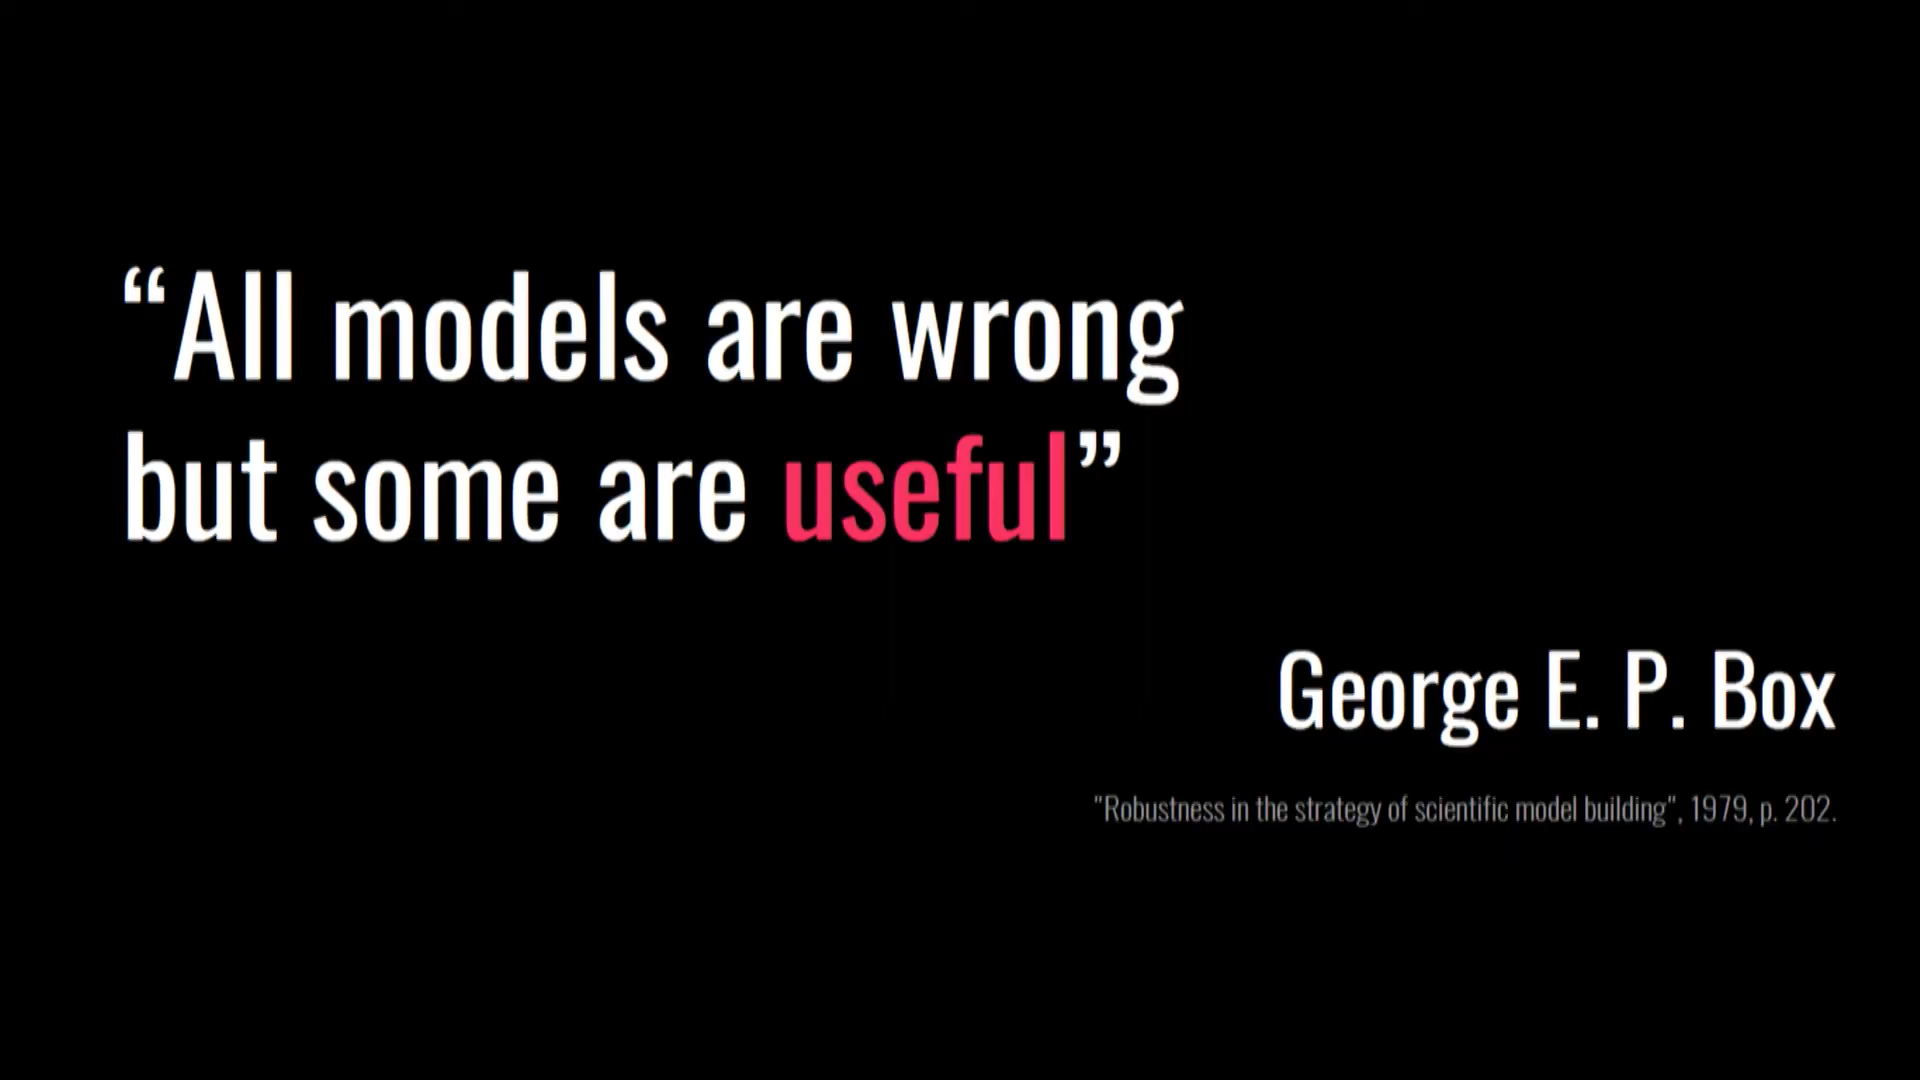 “All models are wrong
but some are useful”
George E. P. Box
"Robustness in the strategy of scientific model building", 1979, p. 202.